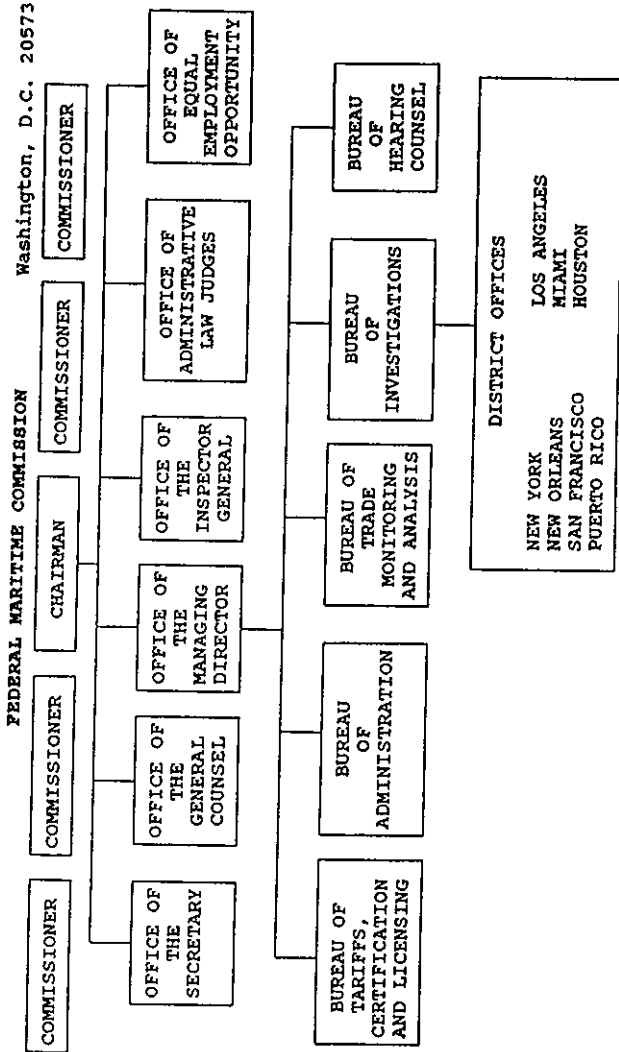 FEDERAL MARITIME COMMISSION
Washington, D.C. 20573
COMMISSIONER
COMMISSIONER
CHAIRMAN
COMMISSIONER
COMMISSIONER
OFFICE OF
THE
SECRETARY
OFFICE OF
THE
GENERAL
COUNSEL
OFFICE OF
THE
MANAGING
DIRECTOR
OFFICE OF
THE
INSPECTOR
GENERAL
OFFICE OF
ADMINISTRATIVE
LAW JUDGES
OFFICE OF
EQUAL
EMPLOYMENT
OPPORTUNITY
BUREAU OF
TARIFFS,
CERTIFICATION
AND LICENSING
BUREAU
OF
ADMINISTRATION
BUREAU OF
TRADE
MONITORING
AND ANALYSIS
BUREAU
OF
INVESTIGATIONS
BUREAU
OF
HEARING
COUNSEL
DISTRICT OFFICES
NEW YORK LOS ANGELES
NEW ORLEANS MIAMI
SAN FRANCISCO HOUSTON
PUERTO RICO